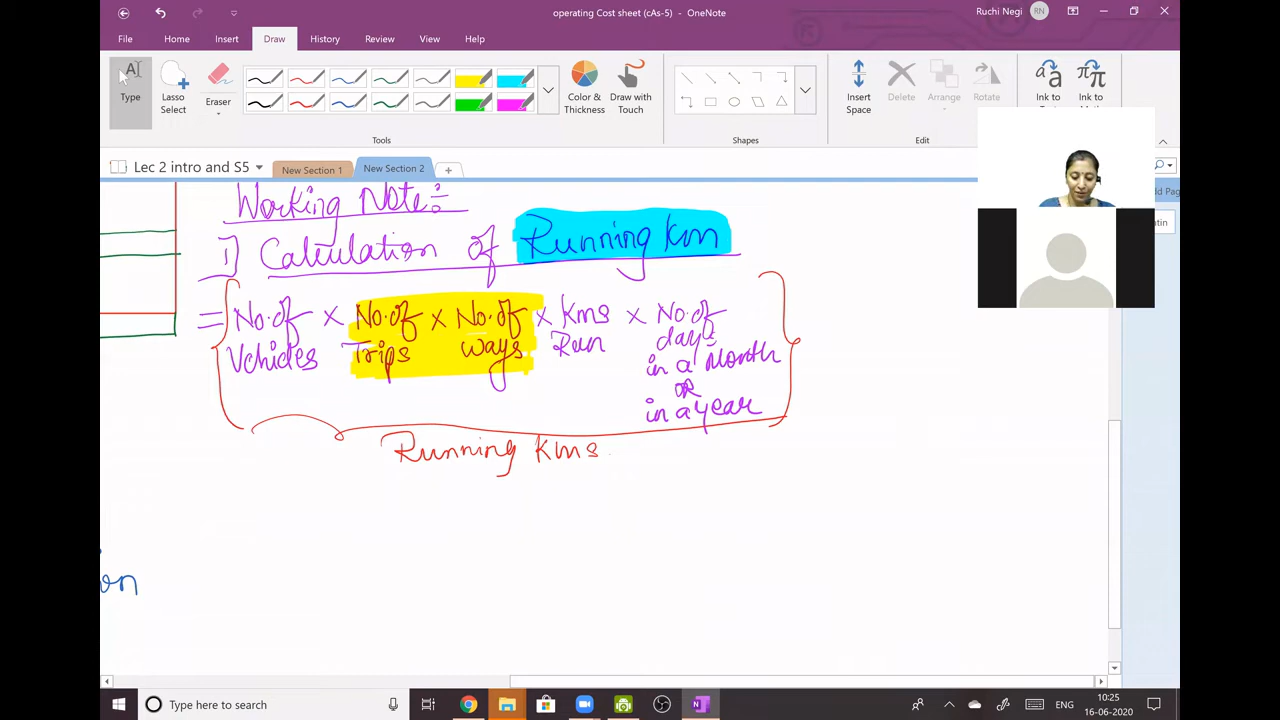 operating Cost sheet (cAs-5) - OneNote
Ruchi Negi RN
File Home Insert Draw History Review View Help
Type
Lasso Select
Eraser
Color & Thickness
Draw with Touch
Insert Space
Delete
Arrange
Rotate
Ink to
Ink to
Tools
Shapes
Edit
Lec 2 intro and S5
New Section 1
New Section 2
Working Note:-
1] Calculation of Running km
= No. of Vehicles × No. of Trips × No. of ways × Kms Run × No. of days in a Month
OR
in a year
Running Kms.
on
Type here to search
ENG
10:25
16-06-2020